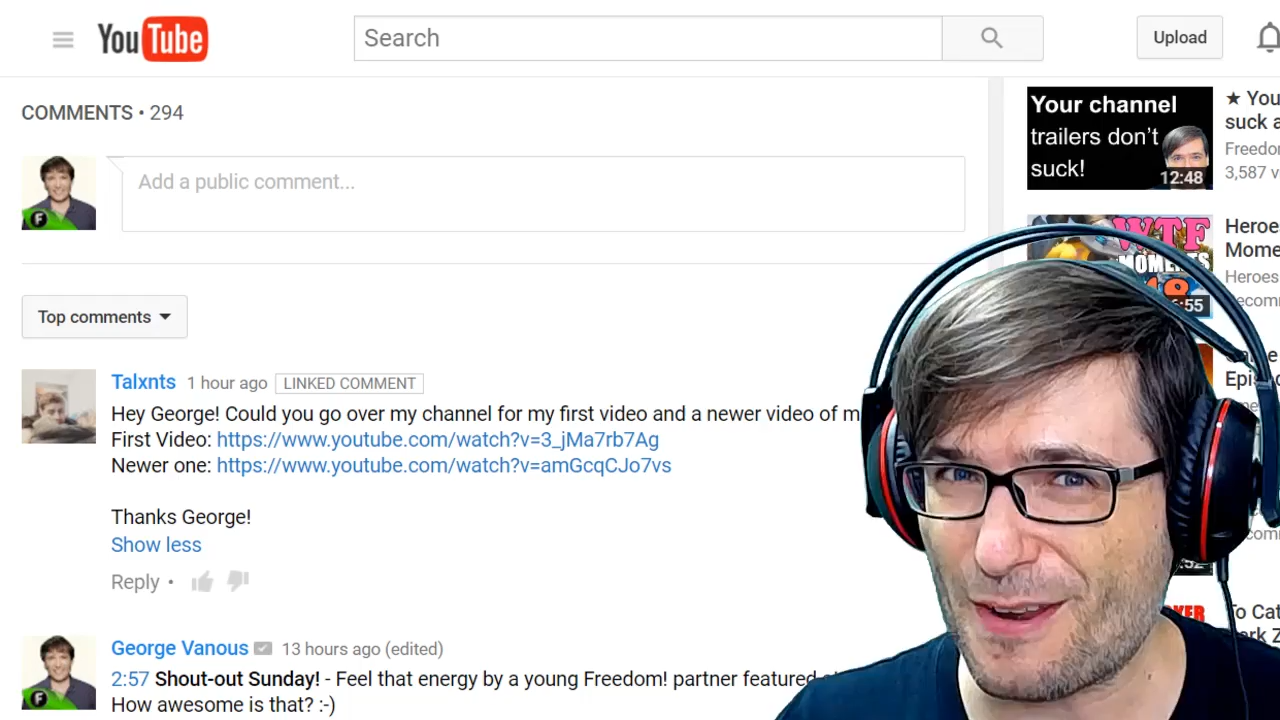 YouTube
Search
Upload
COMMENTS • 294
Add a public comment...
Top comments
Talxnts 1 hour ago LINKED COMMENT
Hey George! Could you go over my channel for my first video and a newer video of m
First Video: https://www.youtube.com/watch?v=3_jMa7rb7Ag
Newer one: https://www.youtube.com/watch?v=amGcqCJo7vs
Thanks George!
Show less
Reply •
George Vanous 13 hours ago (edited)
2:57 Shout-out Sunday! - Feel that energy by a young Freedom! partner featured
How awesome is that? :-)
Your channel
trailers don't
suck!
12:48
★ You
suck a
Freedon
3,587 v
WTF
MOMENTS
Heroe
Mome
Heroes
Epis
To Cat